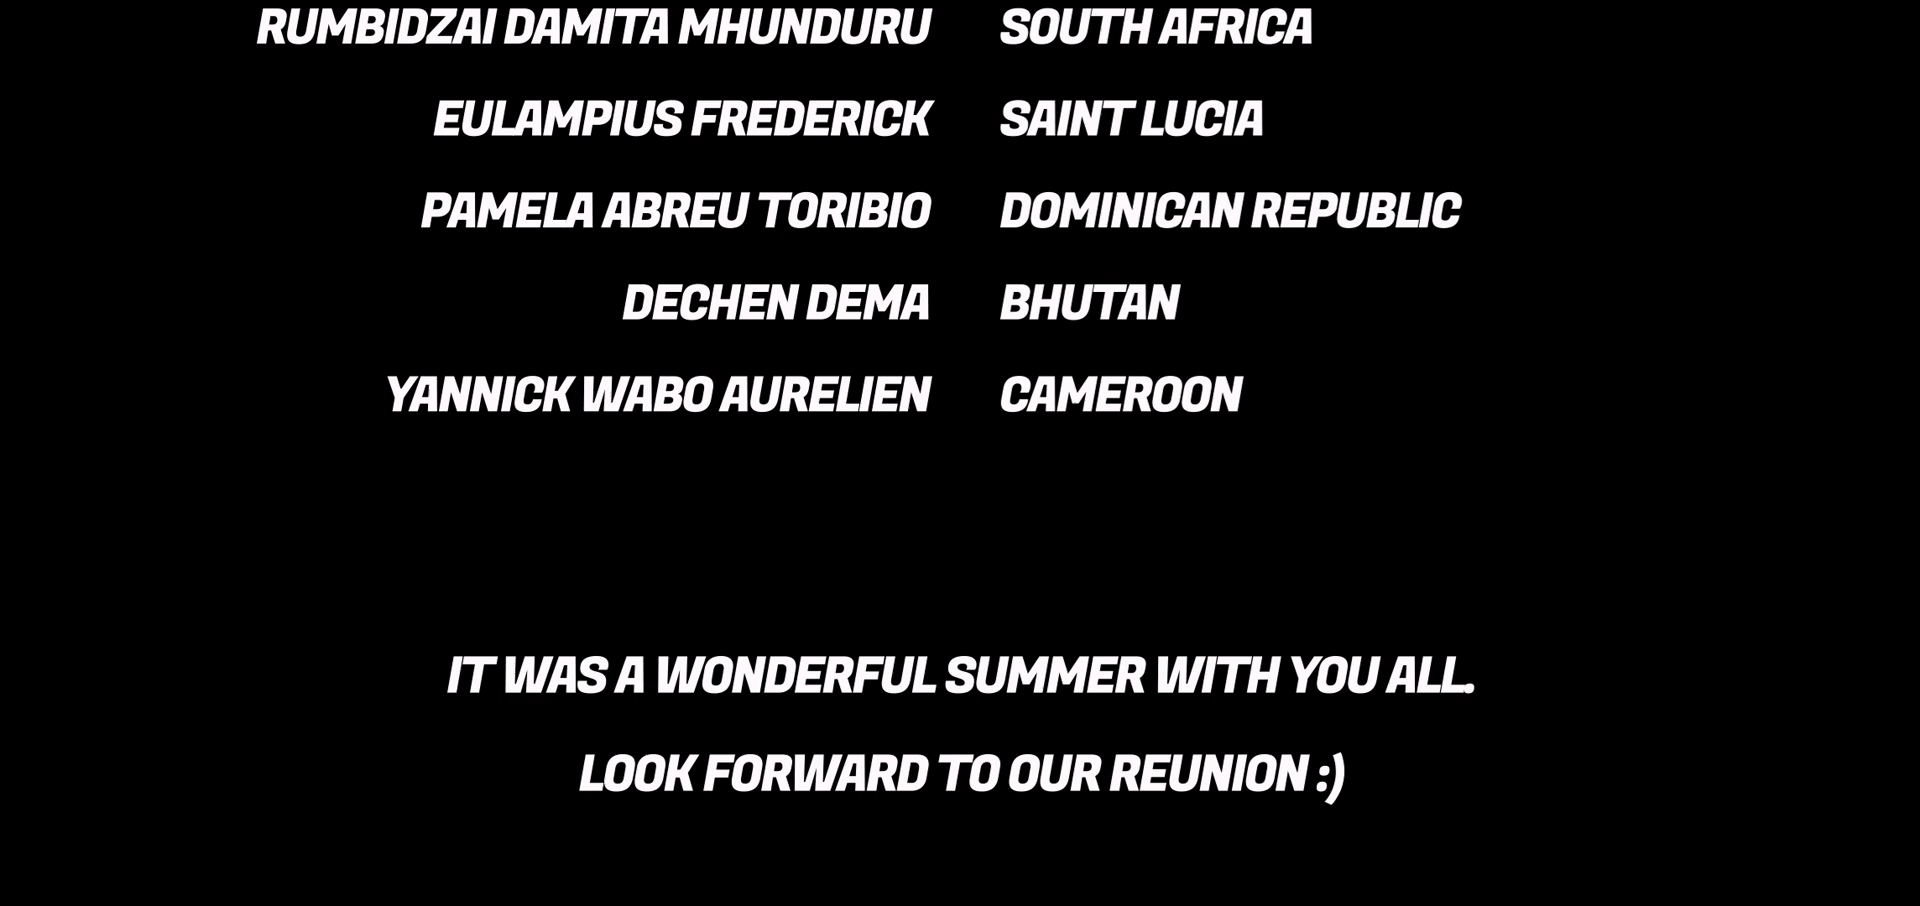 RUMBIDZAI DAMITA MHUNDURU SOUTH AFRICA
EULAMPIUS FREDERICK SAINT LUCIA
PAMELA ABREU TORIBIO DOMINICAN REPUBLIC
DECHEN DEMA BHUTAN
YANNICK WABO AURELIEN CAMEROON
IT WAS A WONDERFUL SUMMER WITH YOU ALL.
LOOK FORWARD TO OUR REUNION :)